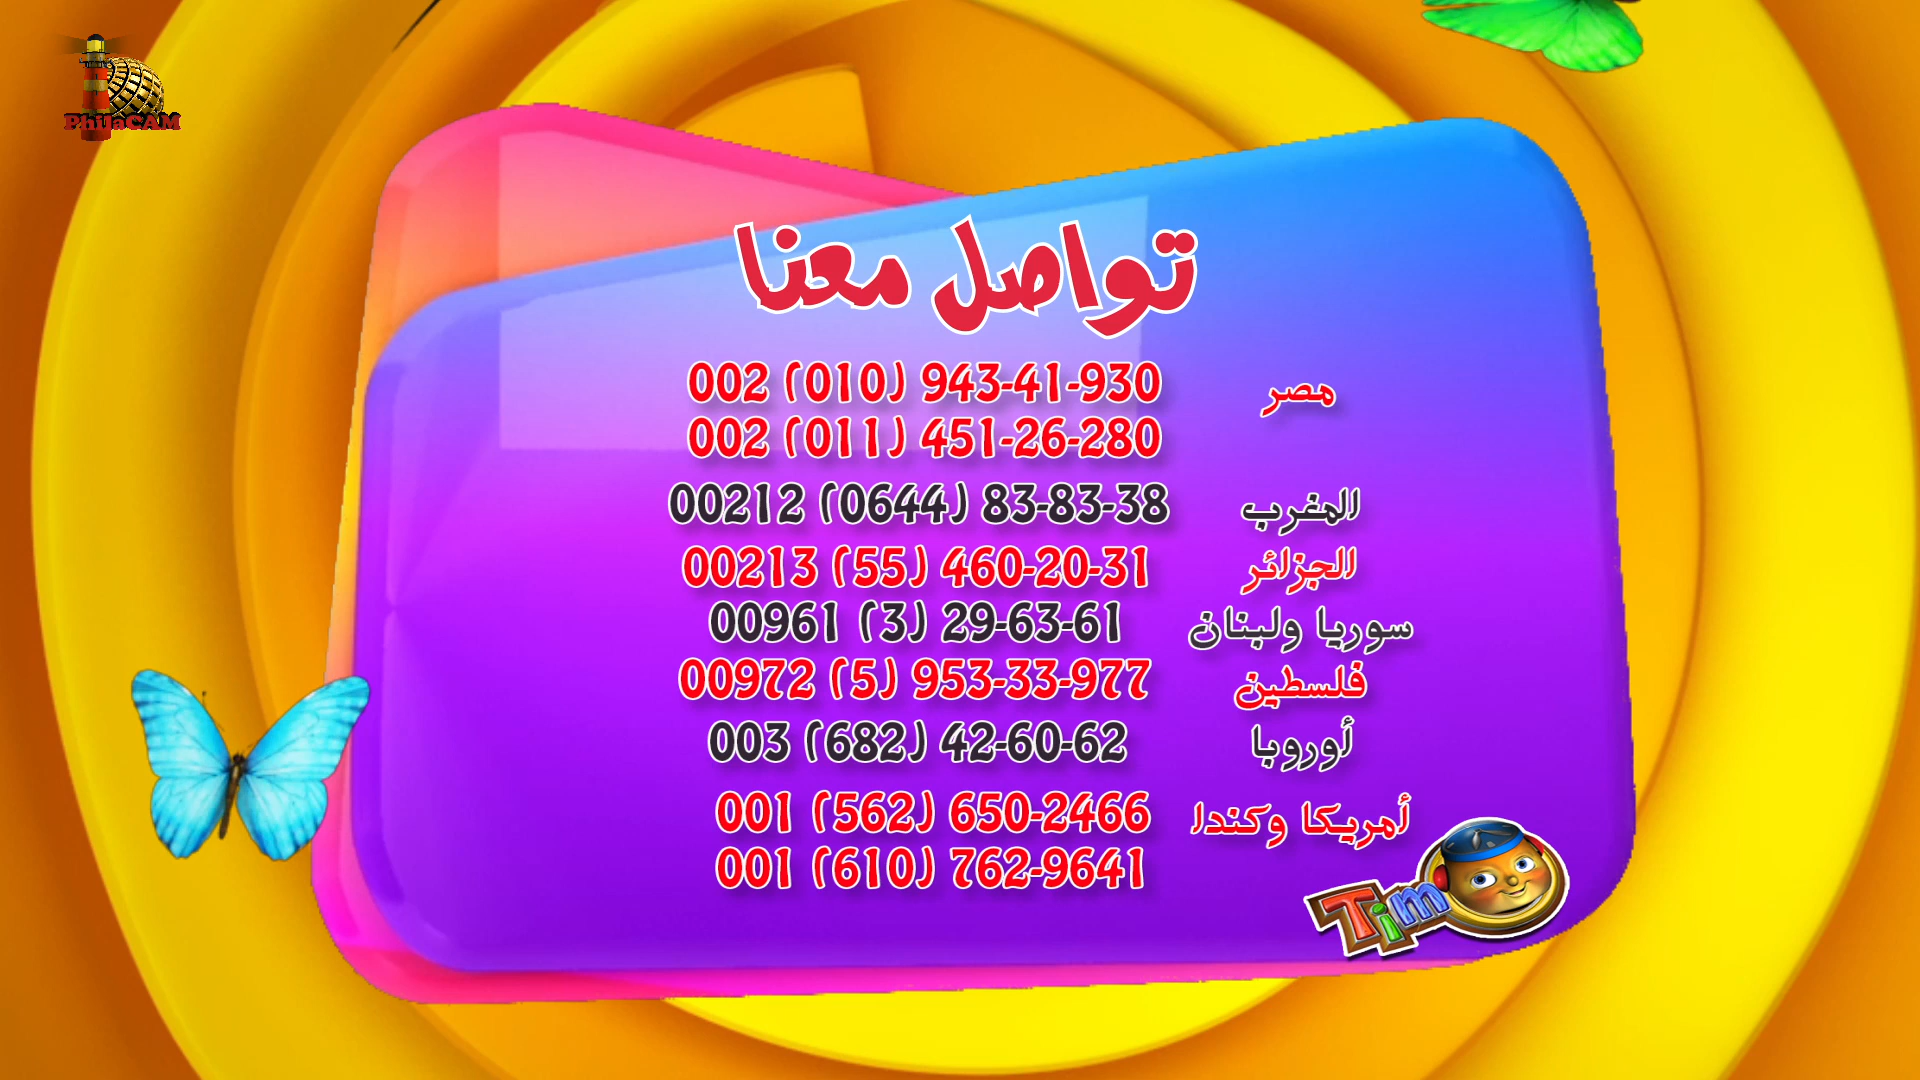 PhilaCAM
تواصل معنا
مصر 002 (010) 943-41-930
002 (011) 451-26-280
المغرب 00212 (0644) 83-83-38
الجزائر 00213 (55) 460-20-31
سوريا ولبنان 00961 (3) 29-63-61
فلسطين 00972 (5) 953-33-977
أوروبا 003 (682) 42-60-62
أمريكا وكندا 001 (562) 650-2466
001 (610) 762-9641
Tim